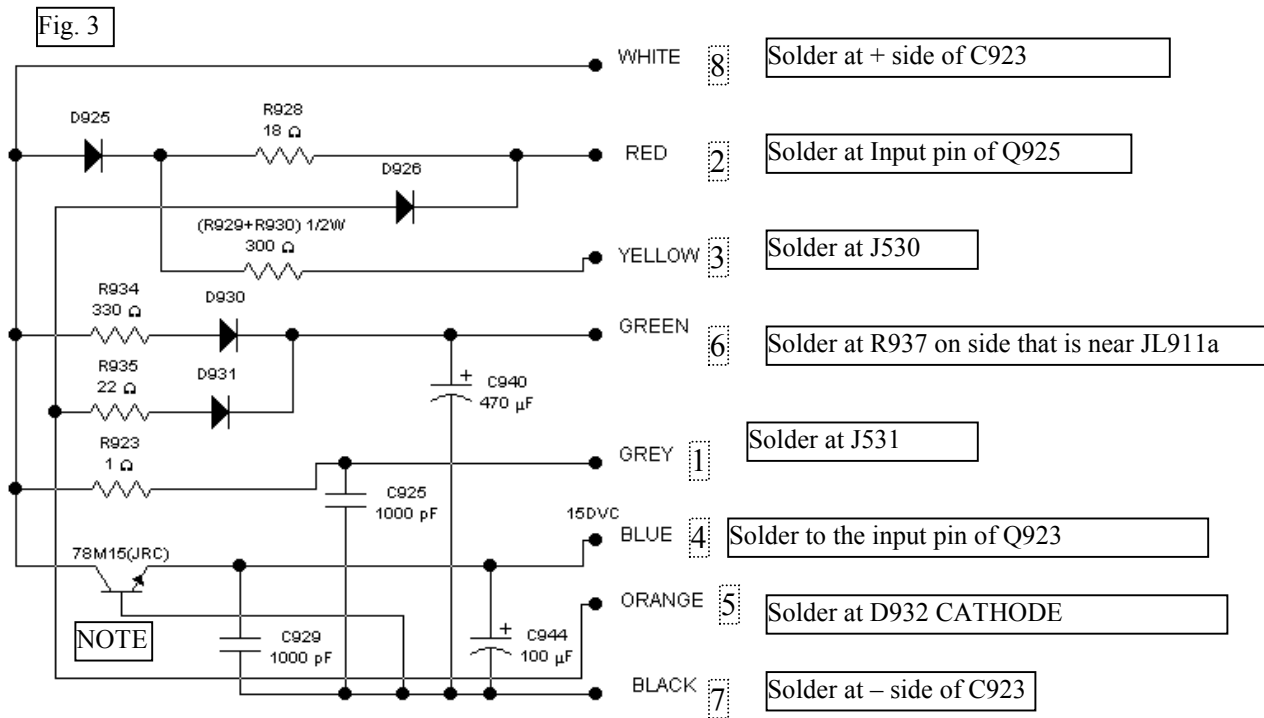 Fig. 3
WHITE 8 Solder at + side of C923
D925
R928
18 Ω
RED 2 Solder at Input pin of Q925
D926
(R929+R930) 1/2W
300 Ω
YELLOW 3 Solder at J530
R934
330 Ω
D930
GREEN 6 Solder at R937 on side that is near JL911a
R935
22 Ω
D931
+
C940
470 µF
R923
1 Ω
GREY 1 Solder at J531
C925
1000 pF
15DVC
BLUE 4 Solder to the input pin of Q923
78M15(JRC)
ORANGE 5 Solder at D932 CATHODE
NOTE
C929
1000 pF
+
C944
100 µF
BLACK 7 Solder at – side of C923